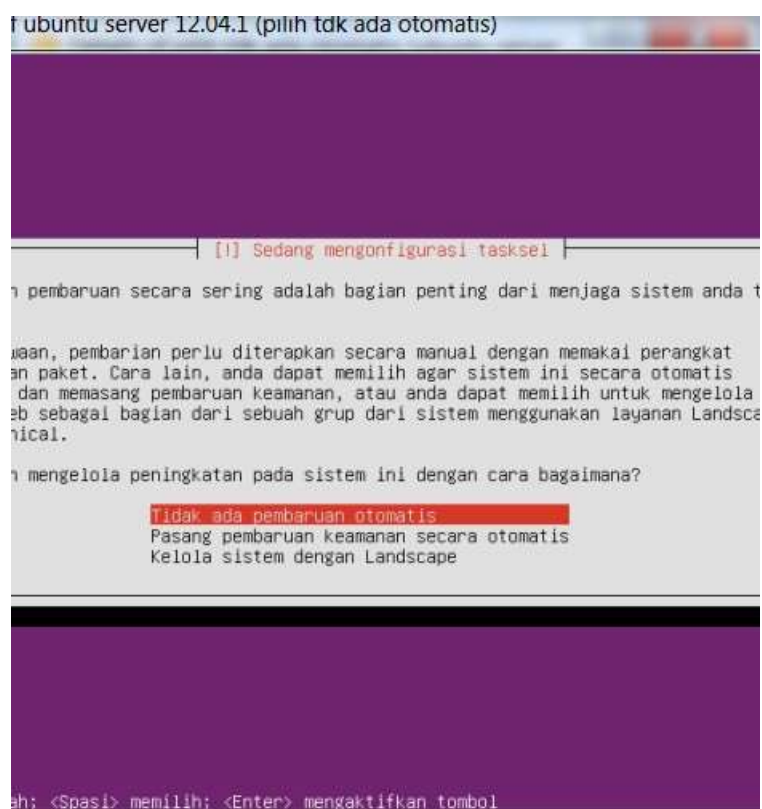 f ubuntu server 12.04.1 (pilih tdk ada otomatis)
[!] Sedang mengonfigurasi tasksel
n pembaruan secara sering adalah bagian penting dari menjaga sistem anda t
waan, pembarian perlu diterapkan secara manual dengan memakai perangkat
an paket. Cara lain, anda dapat memilih agar sistem ini secara otomatis
dan memasang pembaruan keamanan, atau anda dapat memilih untuk mengelola
eb sebagai bagian dari sebuah grup dari sistem menggunakan layanan Landsca
nical.
n mengelola peningkatan pada sistem ini dengan cara bagaimana?
Tidak ada pembaruan otomatis
Pasang pembaruan keamanan secara otomatis
Kelola sistem dengan Landscape
ah; <Spasi> memilih; <Enter> mengaktifkan tombol